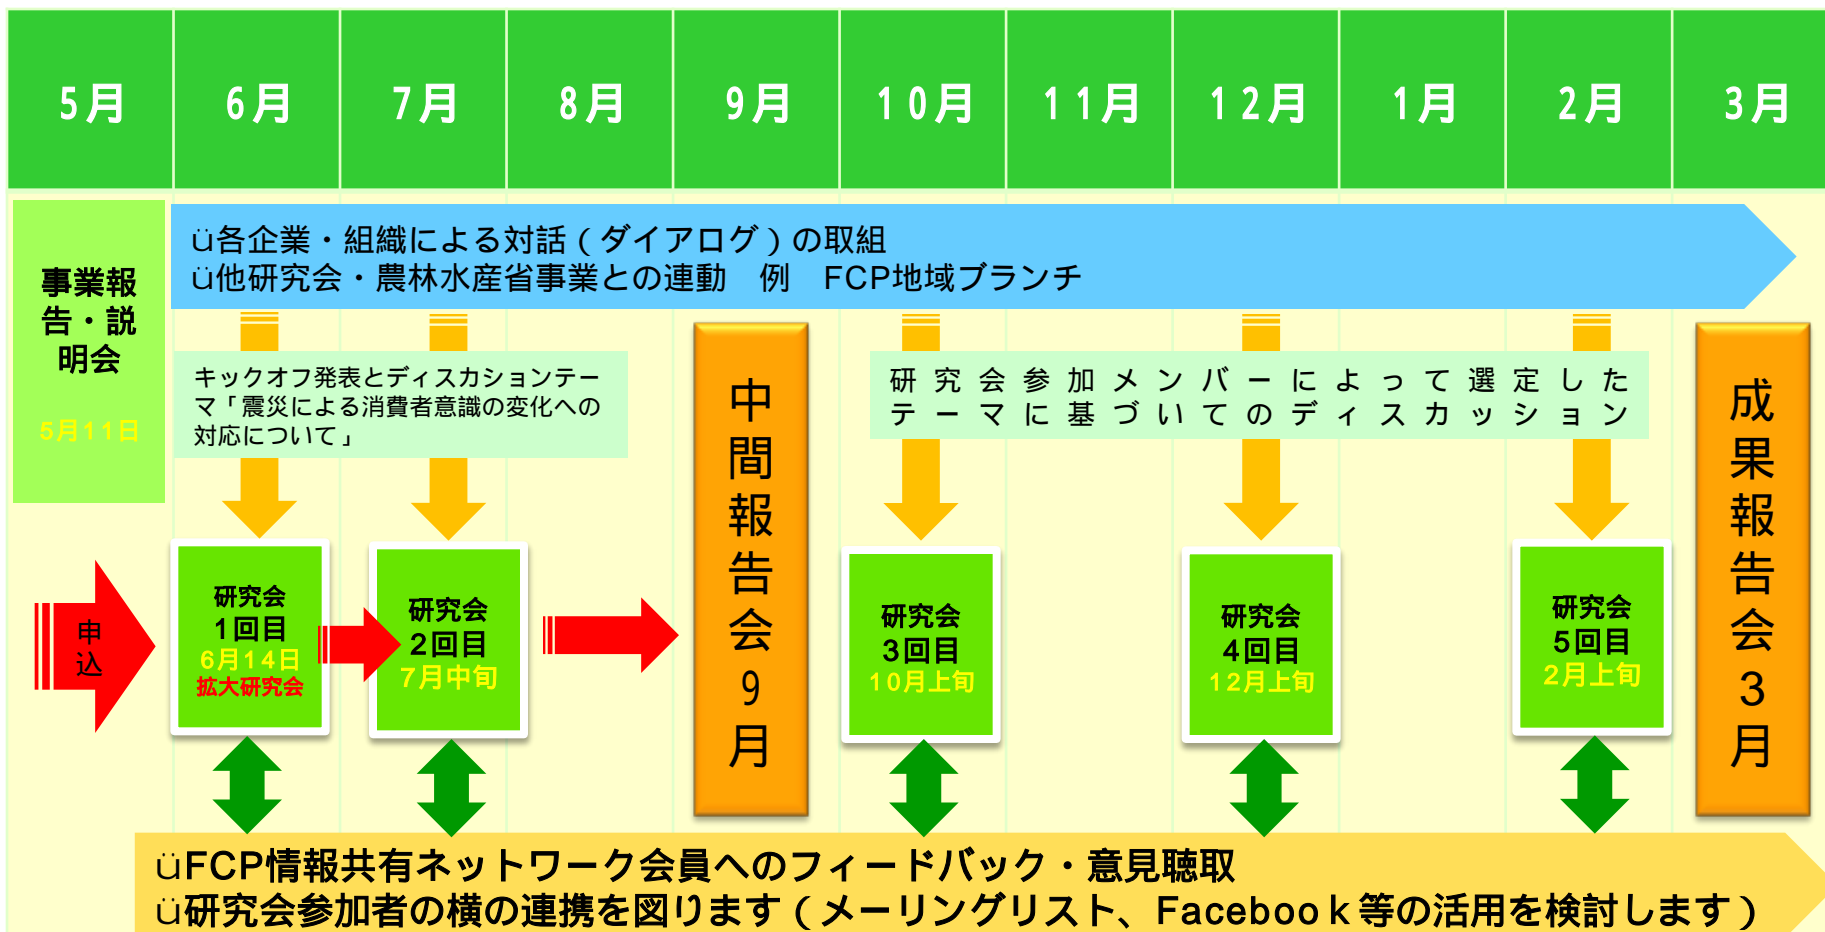 5月 6月 7月 8月 9月 10月 11月 12月 1月 2月 3月
事業報
告・説
明会
5月11日
ü各企業・組織による対話（ダイアログ）の取組
ü他研究会・農林水産省事業との連動　例　FCP地域ブランチ
キックオフ発表とディスカションテー
マ「震災による消費者意識の変化への
対応について」
中間報告会9月
研究会参加メンバーによって選定した
テーマに基づいてのディスカッション
成果報告会3月
申
込
研究会
1回目
6月14日
拡大研究会
研究会
2回目
7月中旬
研究会
3回目
10月上旬
研究会
4回目
12月上旬
研究会
5回目
2月上旬
üFCP情報共有ネットワーク会員へのフィードバック・意見聴取
ü研究会参加者の横の連携を図ります（メーリングリスト、Facebook等の活用を検討します）